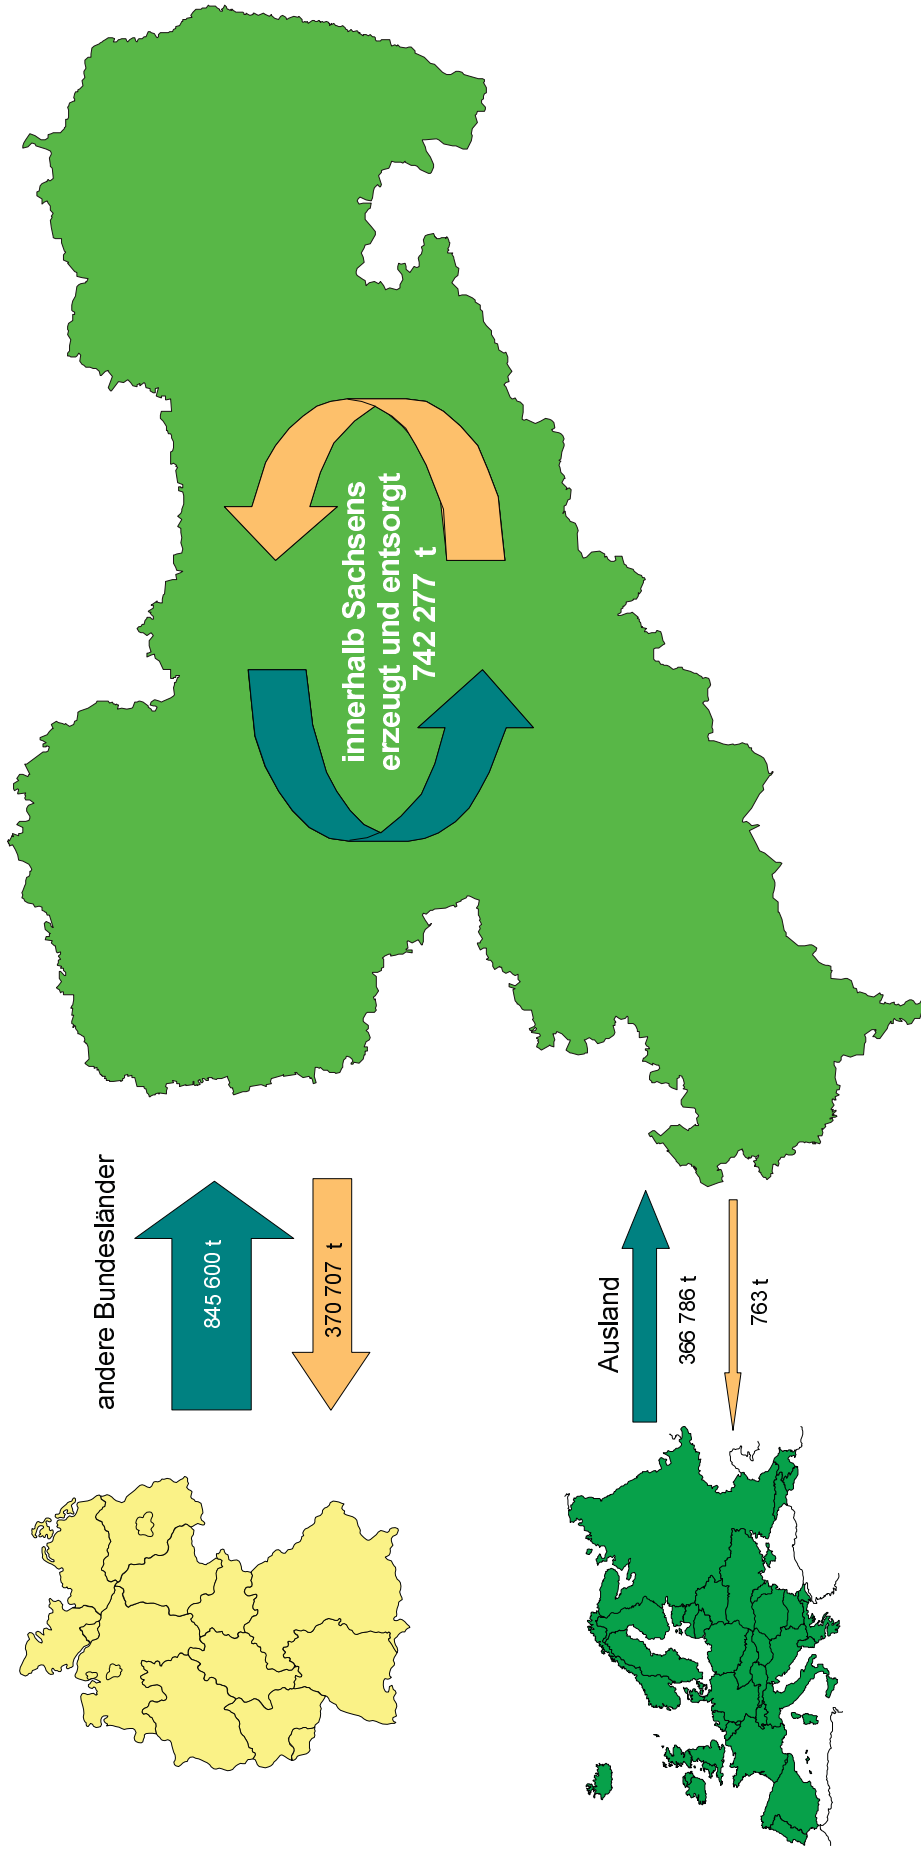 andere Bundesländer
845 600 t
370 707 t
innerhalb Sachsens
erzeugt und entsorgt
742 277 t
Ausland
366 786 t
763 t